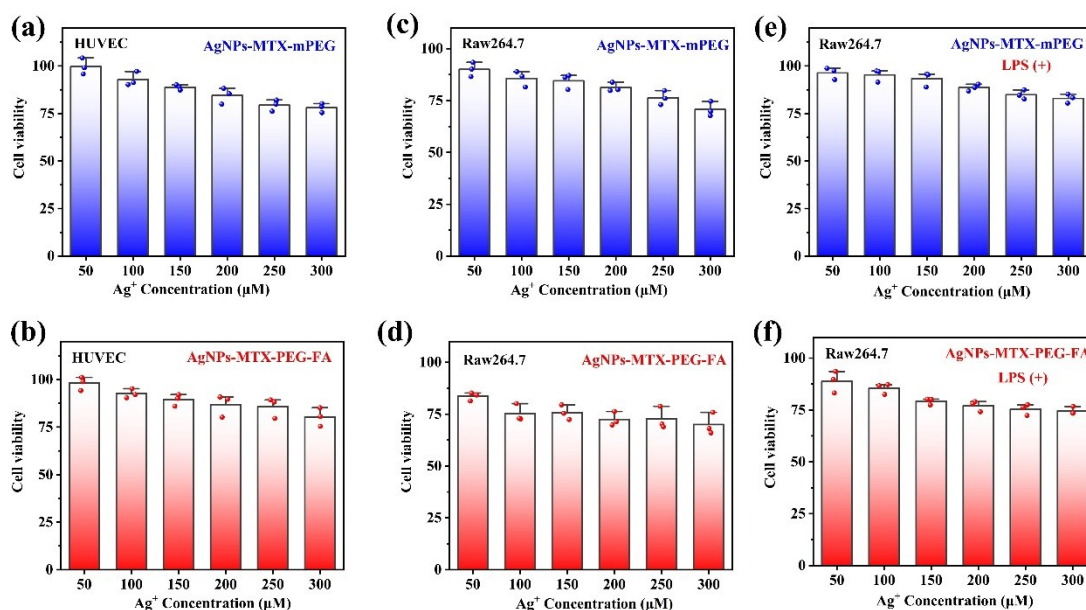 (a)
HUVEC
AgNPs-MTX-mPEG
Cell viability
100
75
50
25
0
50 100 150 200 250 300
Ag⁺ Concentration (μM)
(c)
Raw264.7
AgNPs-MTX-mPEG
Cell viability
100
75
50
25
0
50 100 150 200 250 300
Ag⁺ Concentration (μM)
(e)
Raw264.7
AgNPs-MTX-mPEG
LPS (+)
Cell viability
100
75
50
25
0
50 100 150 200 250 300
Ag⁺ Concentration (μM)
(b)
HUVEC
AgNPs-MTX-PEG-FA
Cell viability
100
75
50
25
0
50 100 150 200 250 300
Ag⁺ Concentration (μM)
(d)
Raw264.7
AgNPs-MTX-PEG-FA
Cell viability
100
75
50
25
0
50 100 150 200 250 300
Ag⁺ Concentration (μM)
(f)
Raw264.7
AgNPs-MTX-PEG-FA
LPS (+)
Cell viability
100
75
50
25
0
50 100 150 200 250 300
Ag⁺ Concentration (μM)